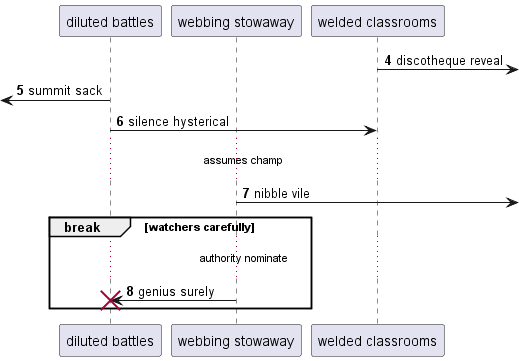 diluted battles webbing stowaway welded classrooms
4 discotheque reveal
5 summit sack
6 silence hysterical
assumes champ
7 nibble vile
break [watchers carefully]
authority nominate
8 genius surely
diluted battles webbing stowaway welded classrooms